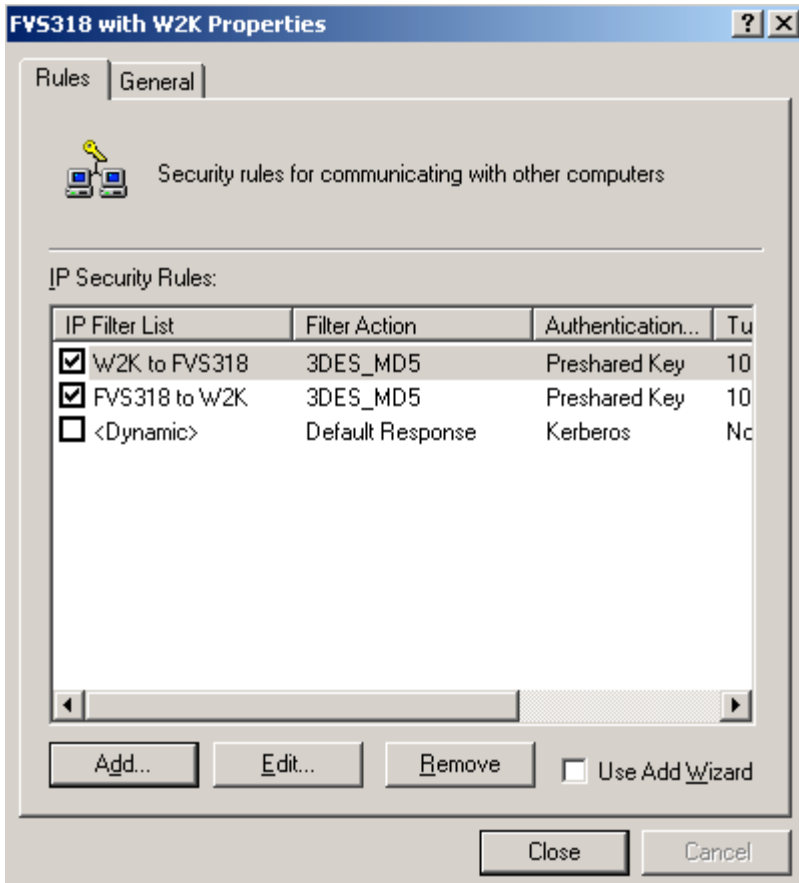 FVS318 with W2K Properties
Rules General
Security rules for communicating with other computers
IP Security Rules:
IP Filter List Filter Action Authentication... Tu
W2K to FVS318 3DES_MD5 Preshared Key 10
FVS318 to W2K 3DES_MD5 Preshared Key 10
<Dynamic> Default Response Kerberos No
Add... Edit... Remove Use Add Wizard
Close Cancel